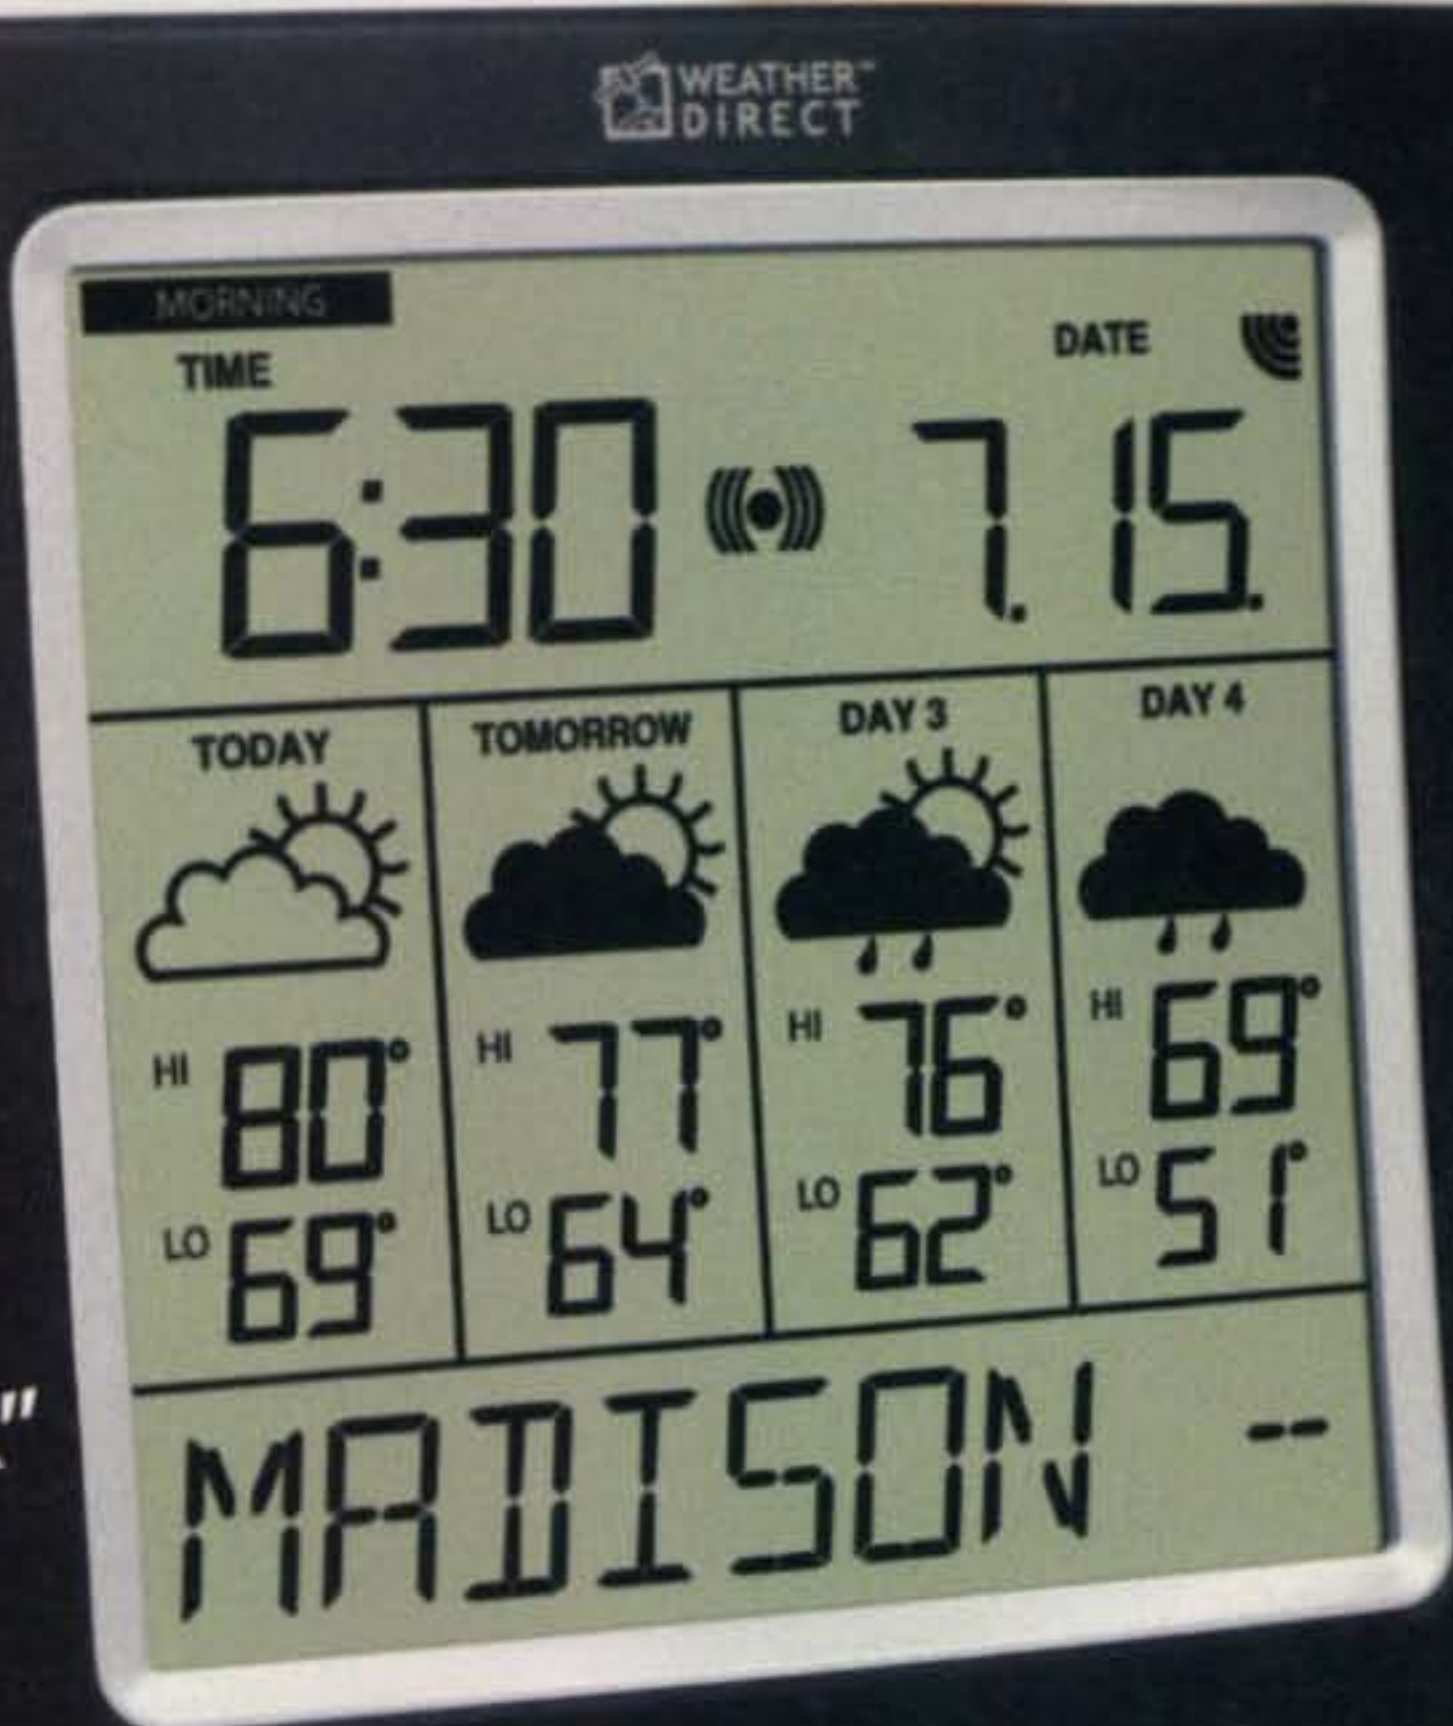 WEATHER™
DIRECT
MORNING
TIME
DATE
6:30
7.15.
TODAY
TOMORROW
DAY 3
DAY 4
HI 80°
HI 77°
HI 76°
HI 69°
LO 69°
LO 64°
LO 62°
LO 51°
MADISON --
"